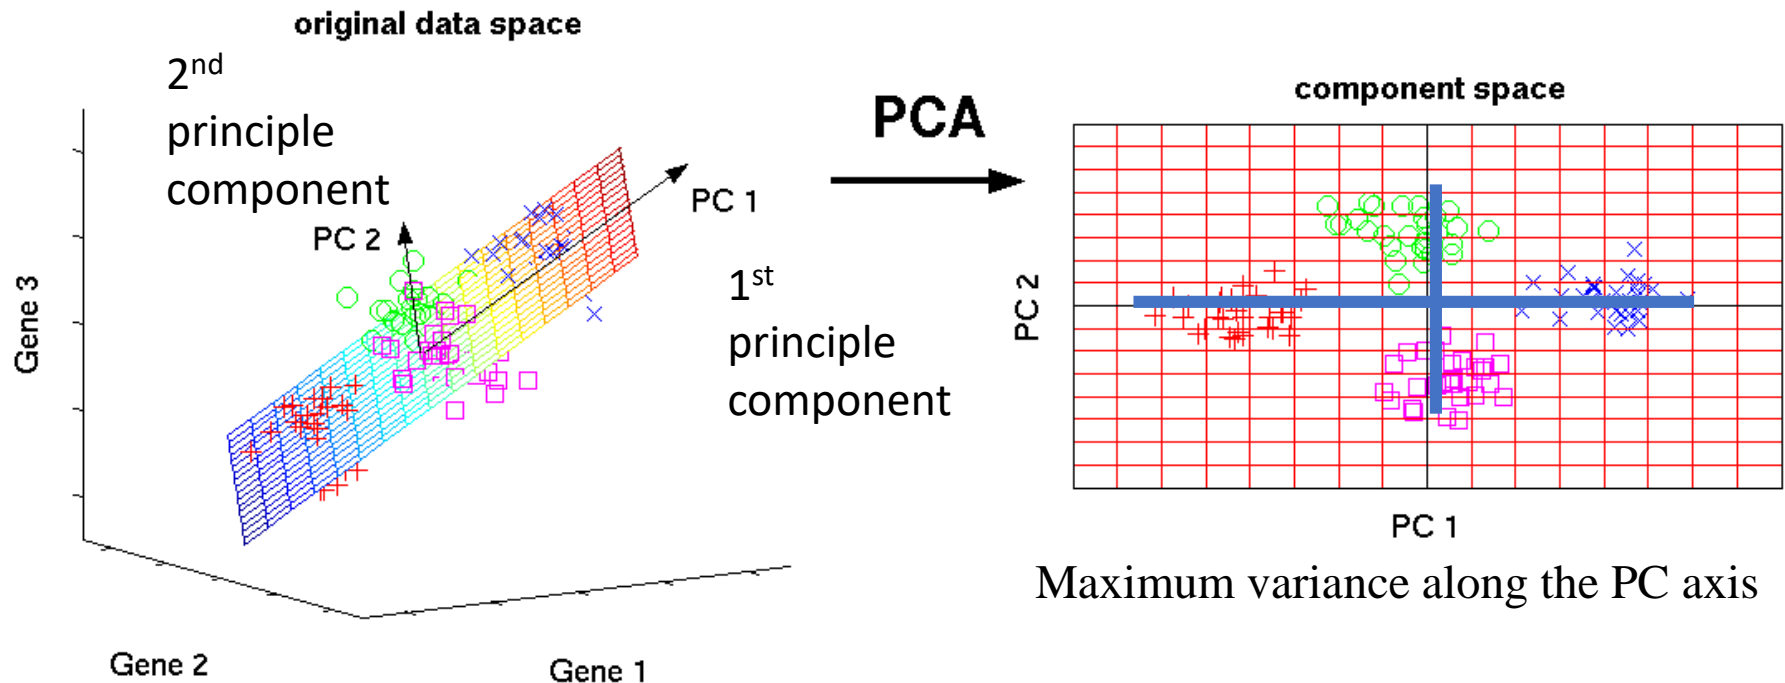 original data space
2nd
principle
component
PC 2
PC 1
1st
principle
component
Gene 3
Gene 2
Gene 1
PCA
component space
PC 2
PC 1
Maximum variance along the PC axis